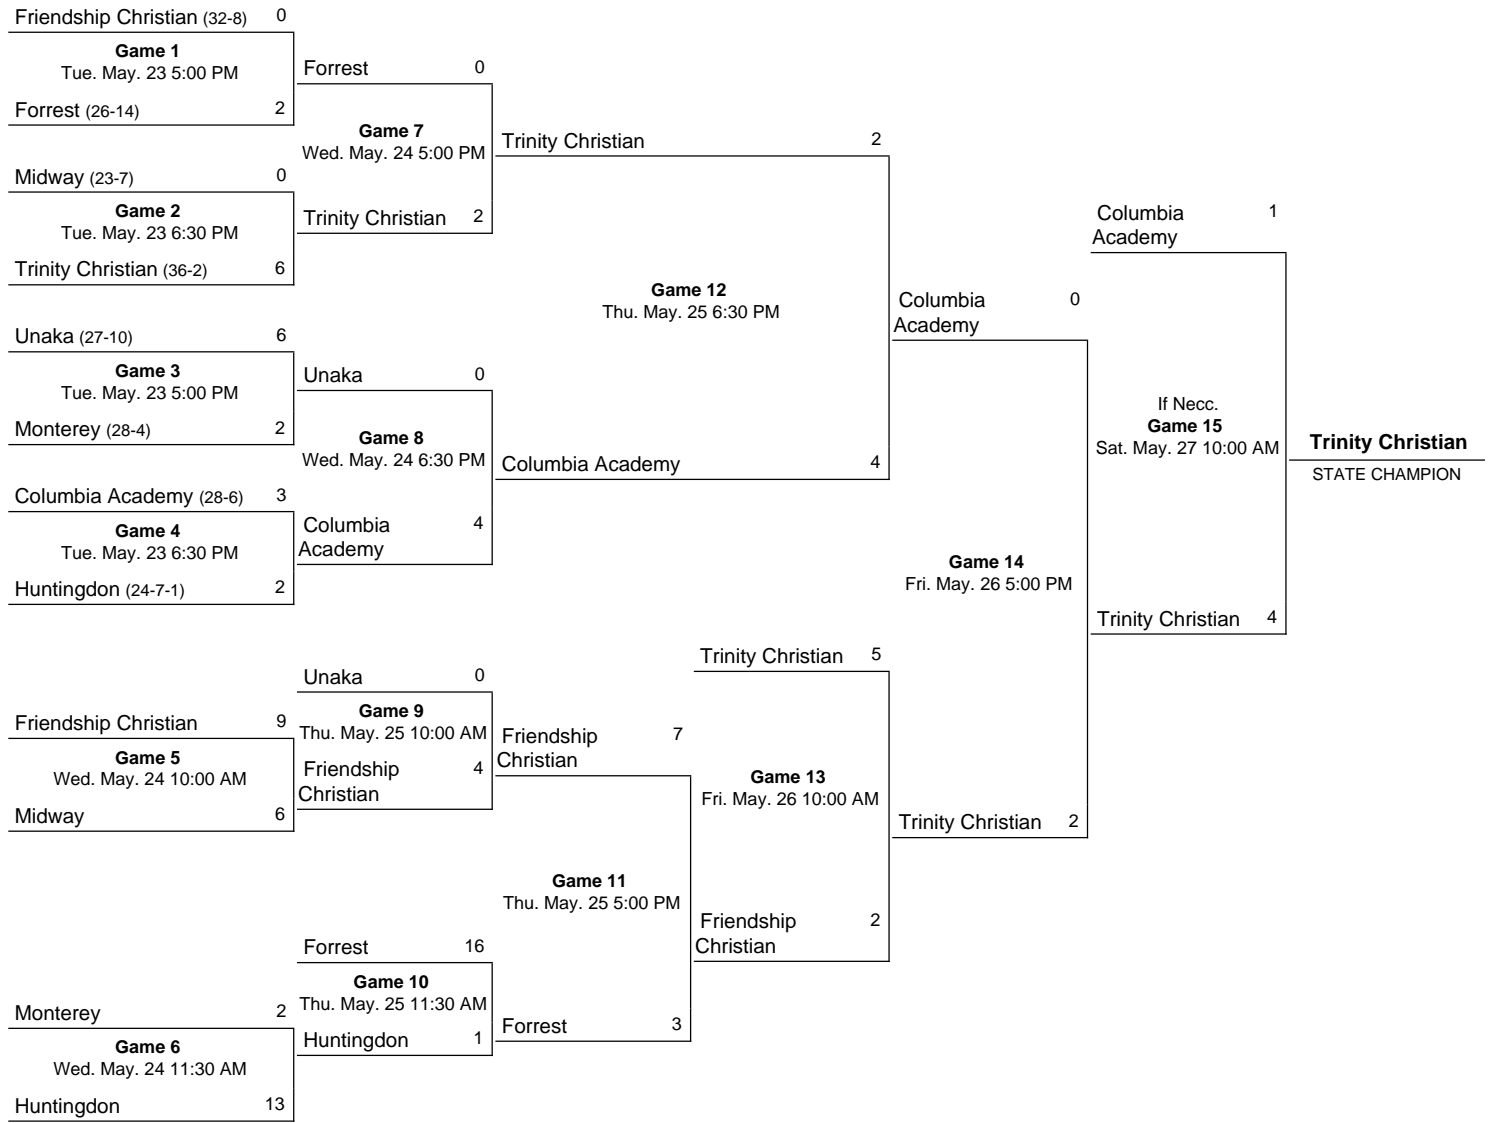 Friendship Christian (32-8) 0
Game 1
Tue. May. 23 5:00 PM
Forrest (26-14) 2
Midway (23-7) 0
Game 2
Tue. May. 23 6:30 PM
Trinity Christian (36-2) 6
Unaka (27-10) 6
Game 3
Tue. May. 23 5:00 PM
Monterey (28-4) 2
Columbia Academy (28-6) 3
Game 4
Tue. May. 23 6:30 PM
Huntingdon (24-7-1) 2
Friendship Christian 9
Game 5
Wed. May. 24 10:00 AM
Midway 6
Monterey 2
Game 6
Wed. May. 24 11:30 AM
Huntingdon 13
Forrest 0
Game 7
Wed. May. 24 5:00 PM
Trinity Christian 2
Unaka 0
Game 8
Wed. May. 24 6:30 PM
Columbia 4
Academy
Unaka 0
Game 9
Thu. May. 25 10:00 AM
Friendship 4
Christian
Forrest 16
Game 10
Thu. May. 25 11:30 AM
Huntingdon 1
Trinity Christian 2
Game 12
Thu. May. 25 6:30 PM
Columbia Academy 4
Friendship 7
Christian
Game 11
Thu. May. 25 5:00 PM
Forrest 3
Trinity Christian 5
Game 13
Fri. May. 26 10:00 AM
Friendship 2
Christian
Columbia 0
Academy
Game 14
Fri. May. 26 5:00 PM
Trinity Christian 2
Columbia 1
Academy
If Necc.
Game 15
Sat. May. 27 10:00 AM
Trinity Christian 4
Trinity Christian
STATE CHAMPION